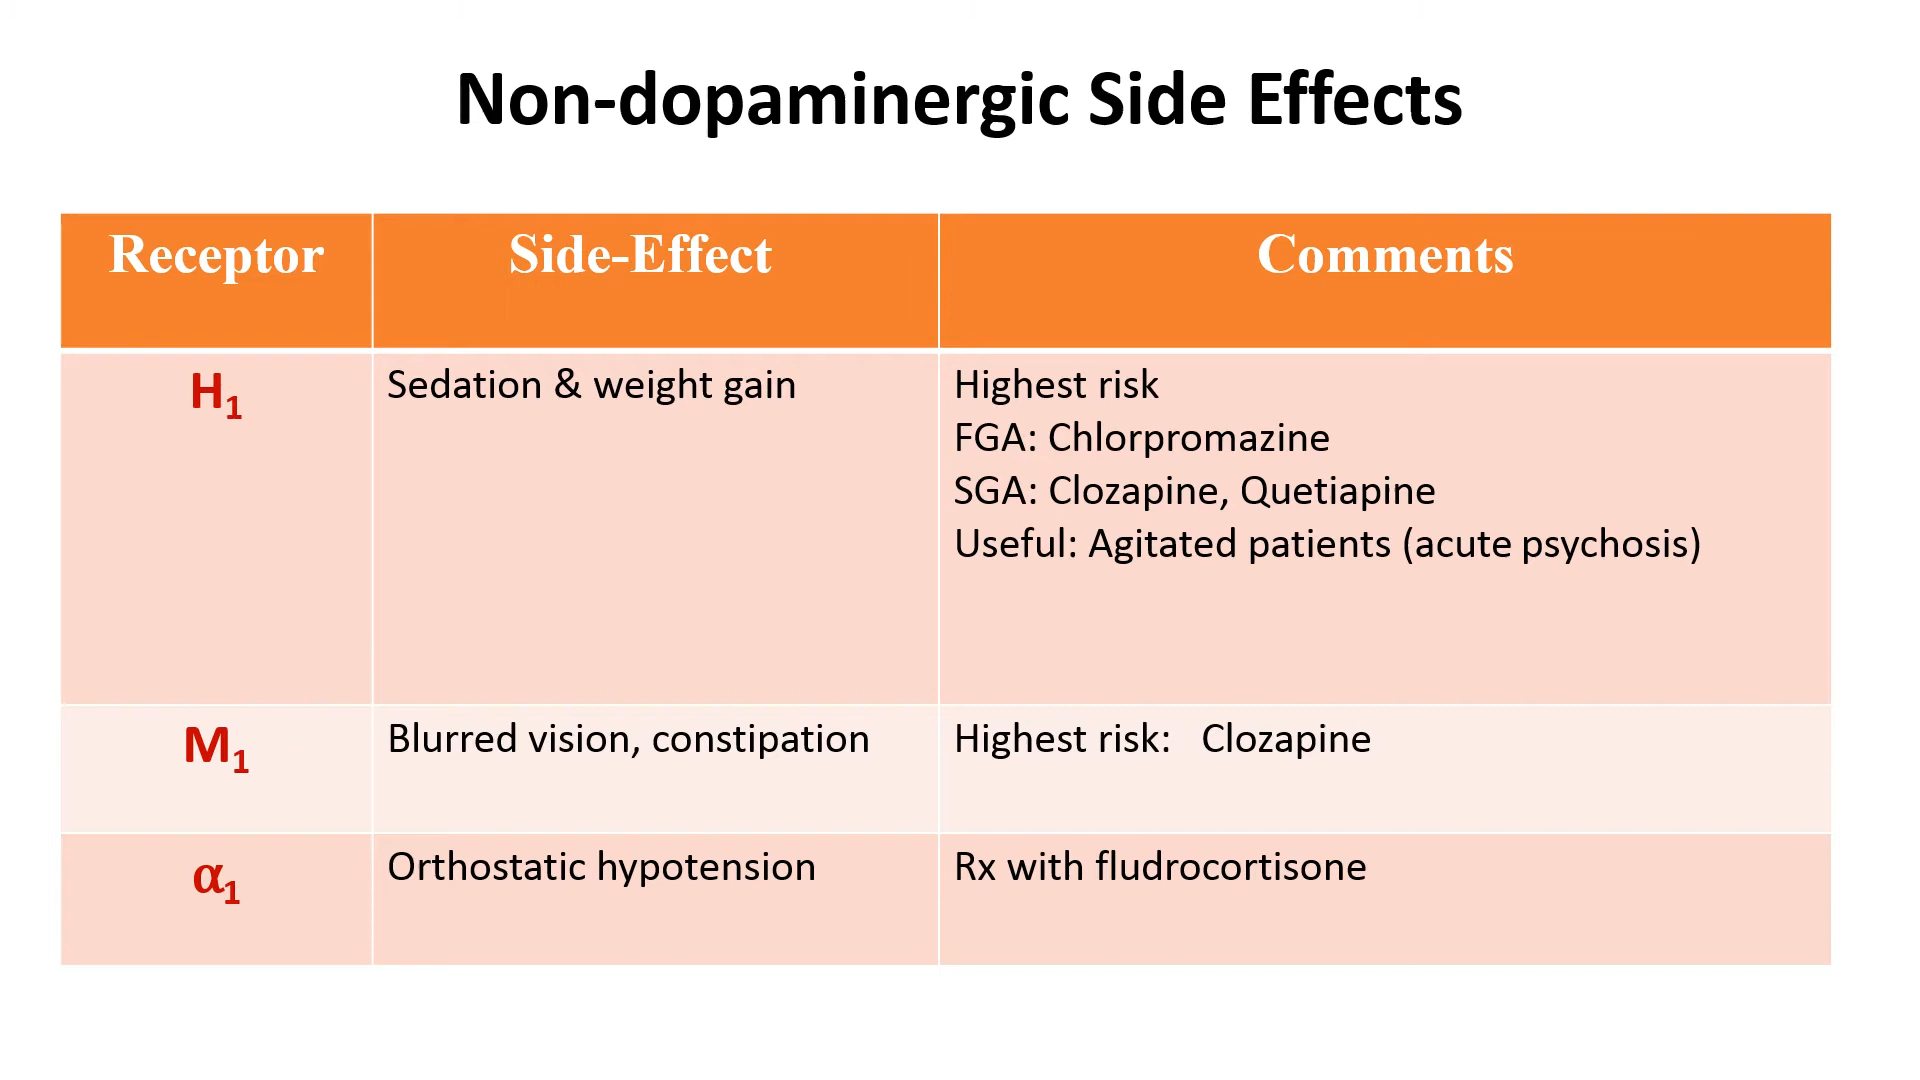 Non-dopaminergic Side Effects
Receptor Side-Effect Comments
H₁ Sedation & weight gain Highest risk
FGA: Chlorpromazine
SGA: Clozapine, Quetiapine
Useful: Agitated patients (acute psychosis)
M₁ Blurred vision, constipation Highest risk: Clozapine
α₁ Orthostatic hypotension Rx with fludrocortisone